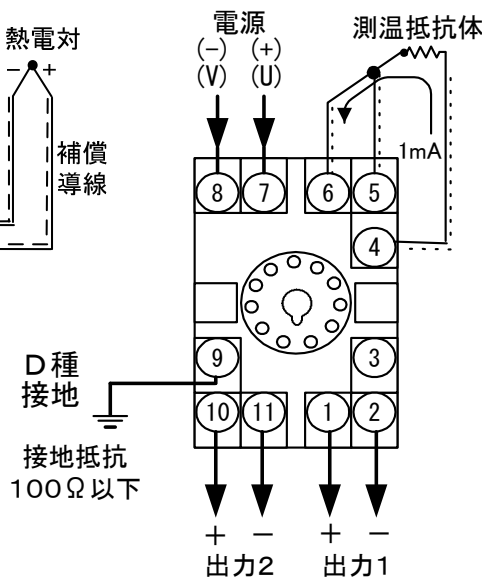 熱電対
− +
補償
導線
電源
(−) (+)
(V) (U)
測温抵抗体
1mA
8 7 6 5
4
9 3
10 11 1 2
D種
接地
接地抵抗
100Ω以下
+ − + −
出力2 出力1